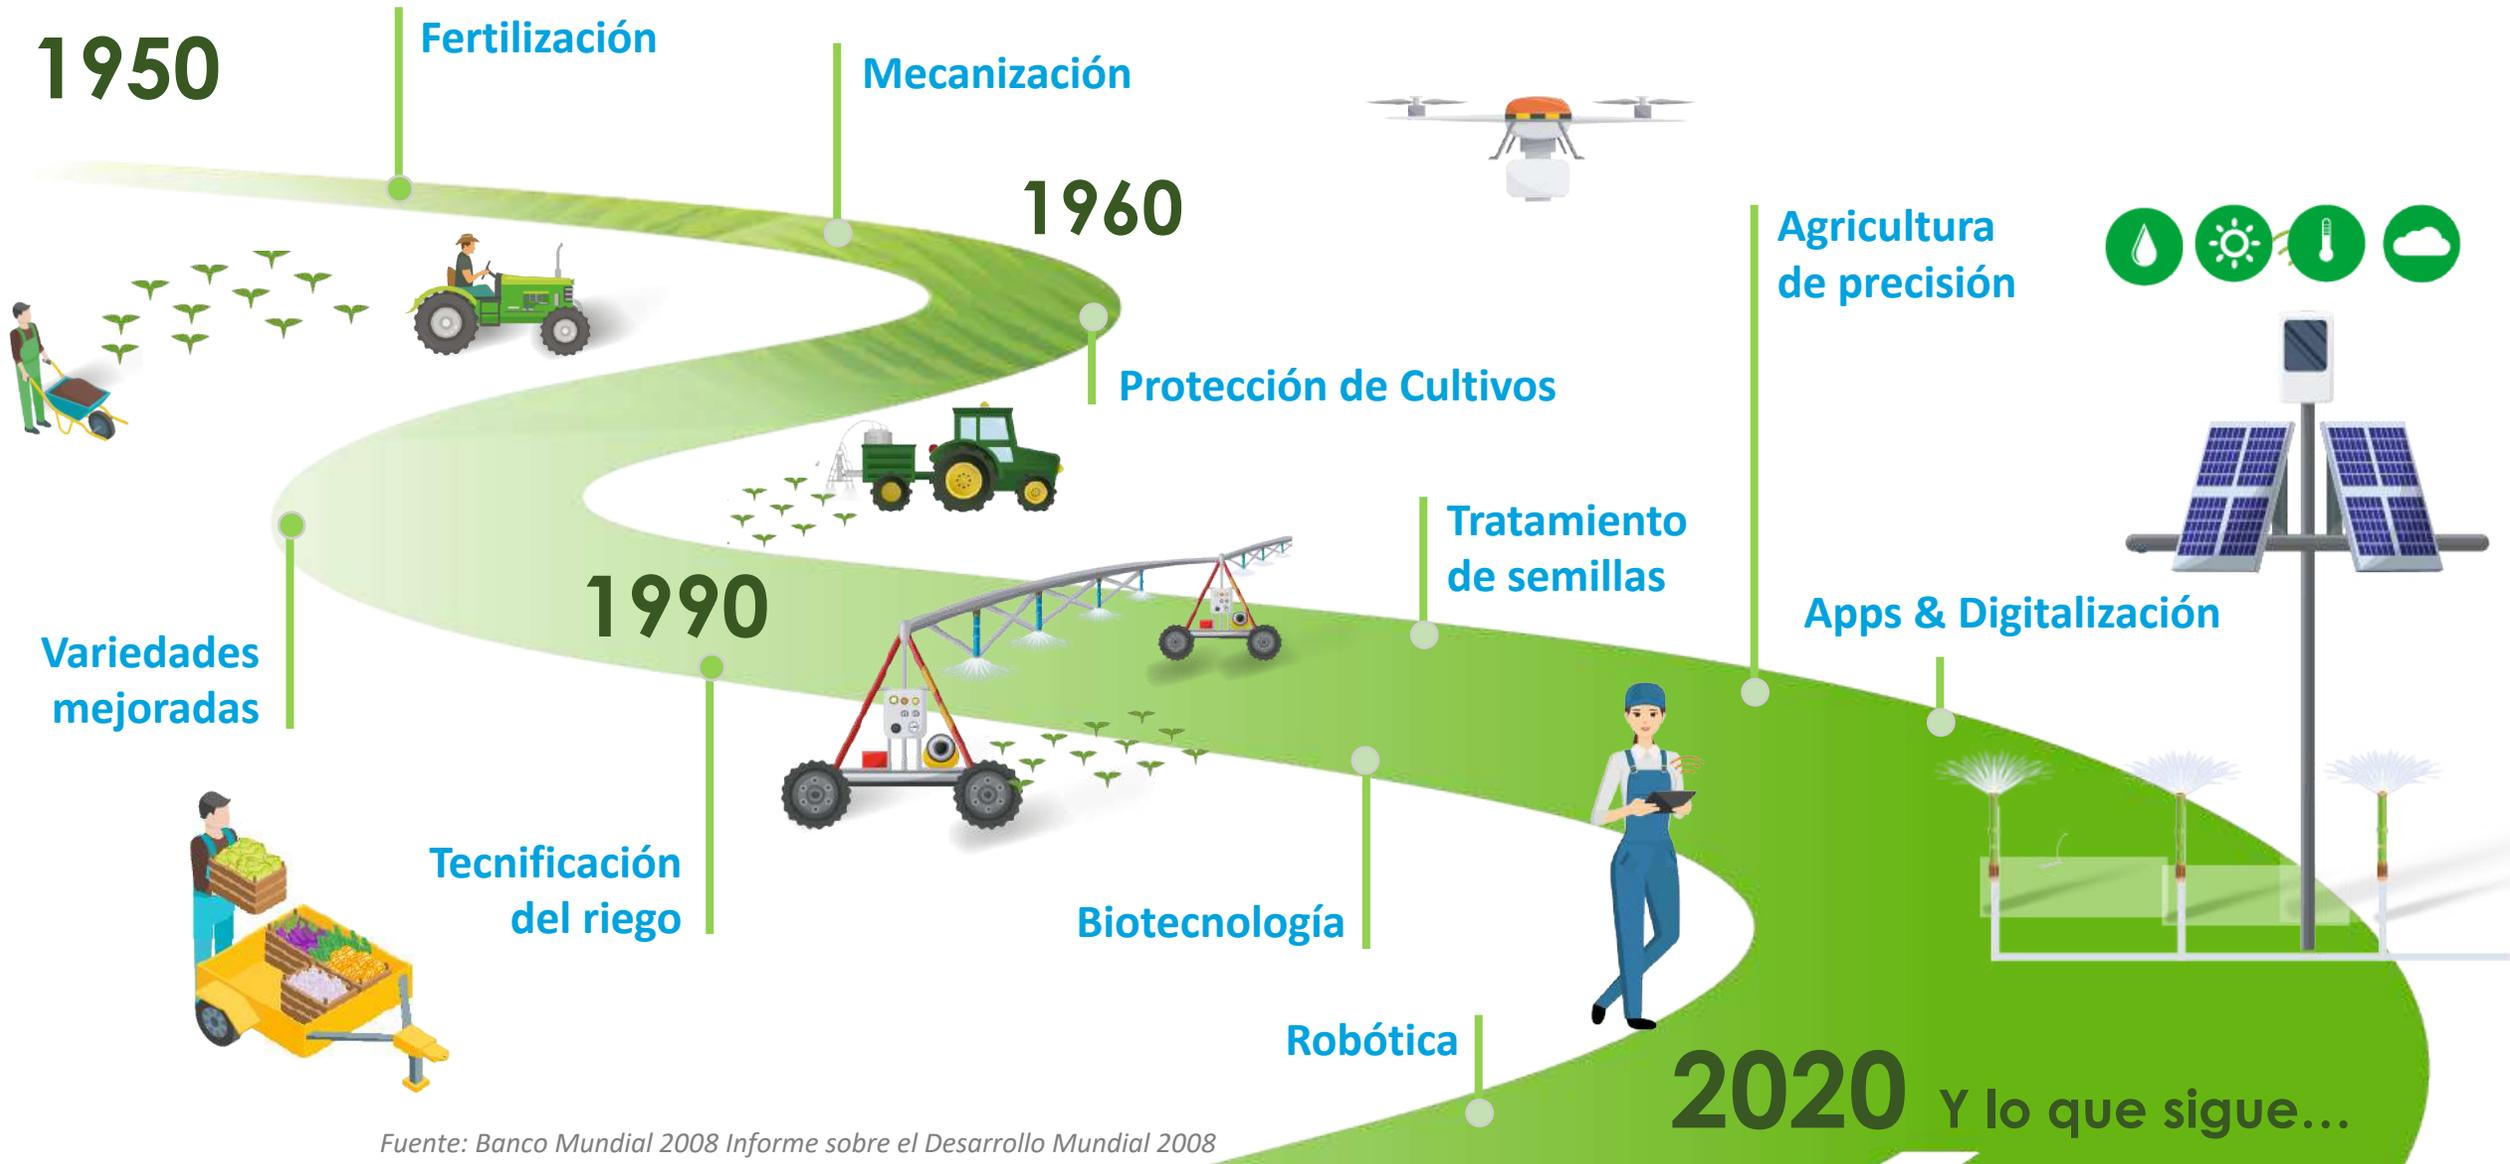 1950
Fertilización
Mecanización
1960
Protección de Cultivos
Variedades
mejoradas
1990
Tecnificación
del riego
Tratamiento
de semillas
Biotecnología
Agricultura
de precisión
Apps & Digitalización
Robótica
2020 Y lo que sigue...
Fuente: Banco Mundial 2008 Informe sobre el Desarrollo Mundial 2008